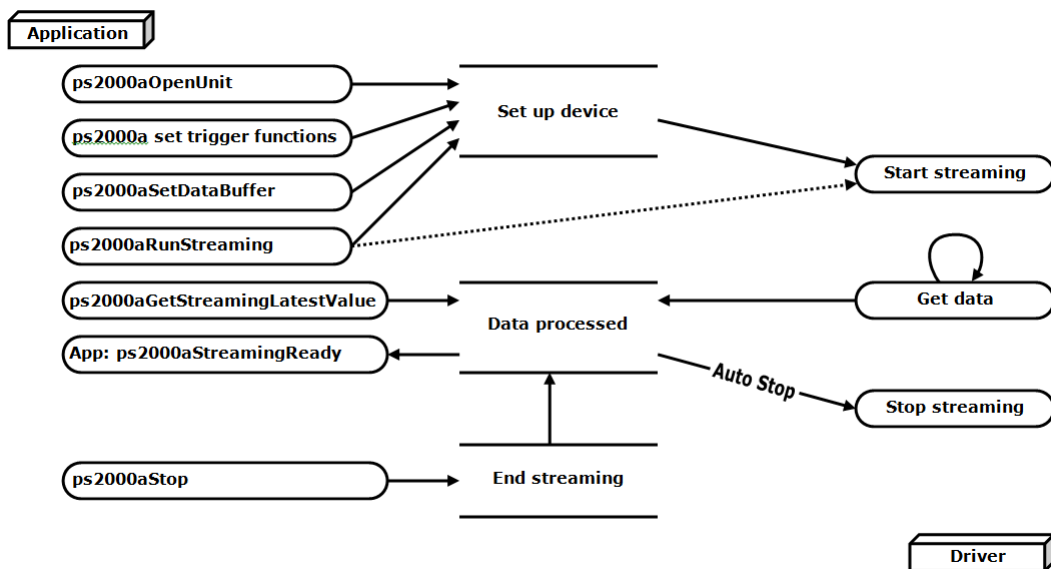 Application
ps2000aOpenUnit
ps2000a set trigger functions
Set up device
ps2000aSetDataBuffer
Start streaming
ps2000aRunStreaming
ps2000aGetStreamingLatestValue
Get data
Data processed
App: ps2000aStreamingReady
Auto Stop
Stop streaming
ps2000aStop
End streaming
Driver